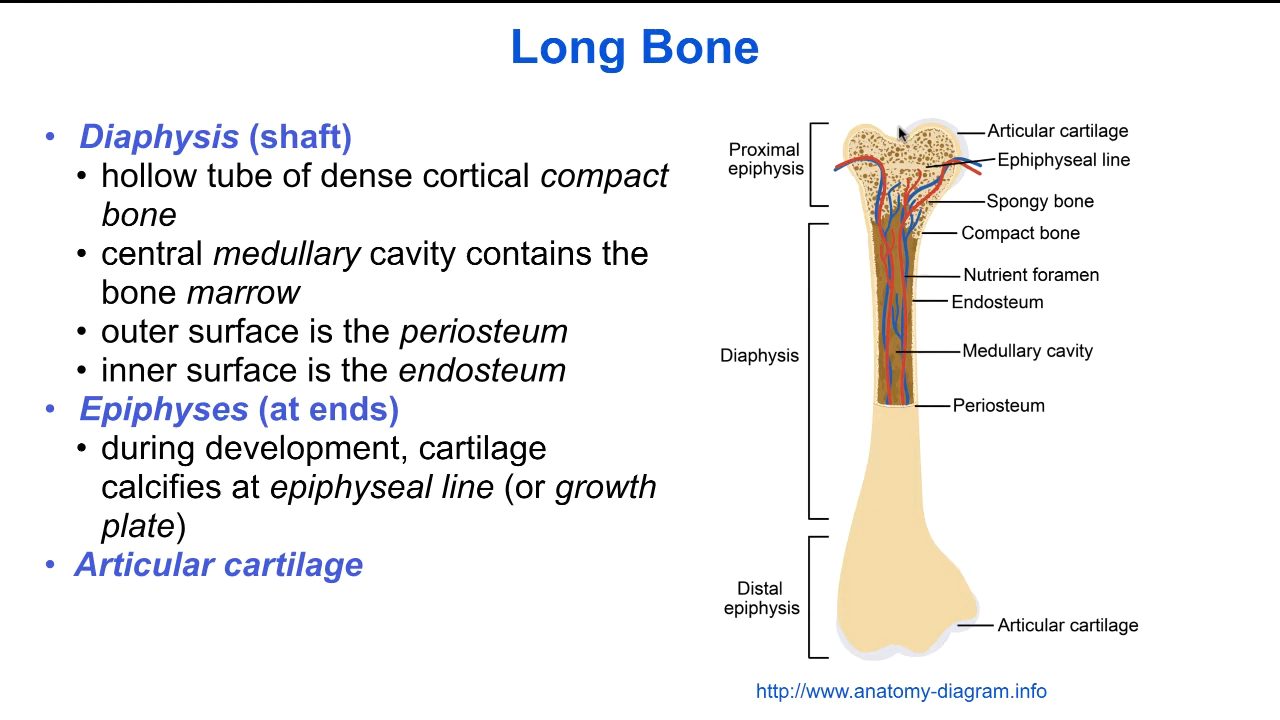 Long Bone
• Diaphysis (shaft)
• hollow tube of dense cortical compact
bone
• central medullary cavity contains the
bone marrow
• outer surface is the periosteum
• inner surface is the endosteum
• Epiphyses (at ends)
• during development, cartilage
calcifies at epiphyseal line (or growth
plate)
• Articular cartilage
Proximal
epiphysis
Diaphysis
Distal
epiphysis
Articular cartilage
Ephiphyseal line
Spongy bone
Compact bone
Nutrient foramen
Endosteum
Medullary cavity
Periosteum
Articular cartilage
http://www.anatomy-diagram.info